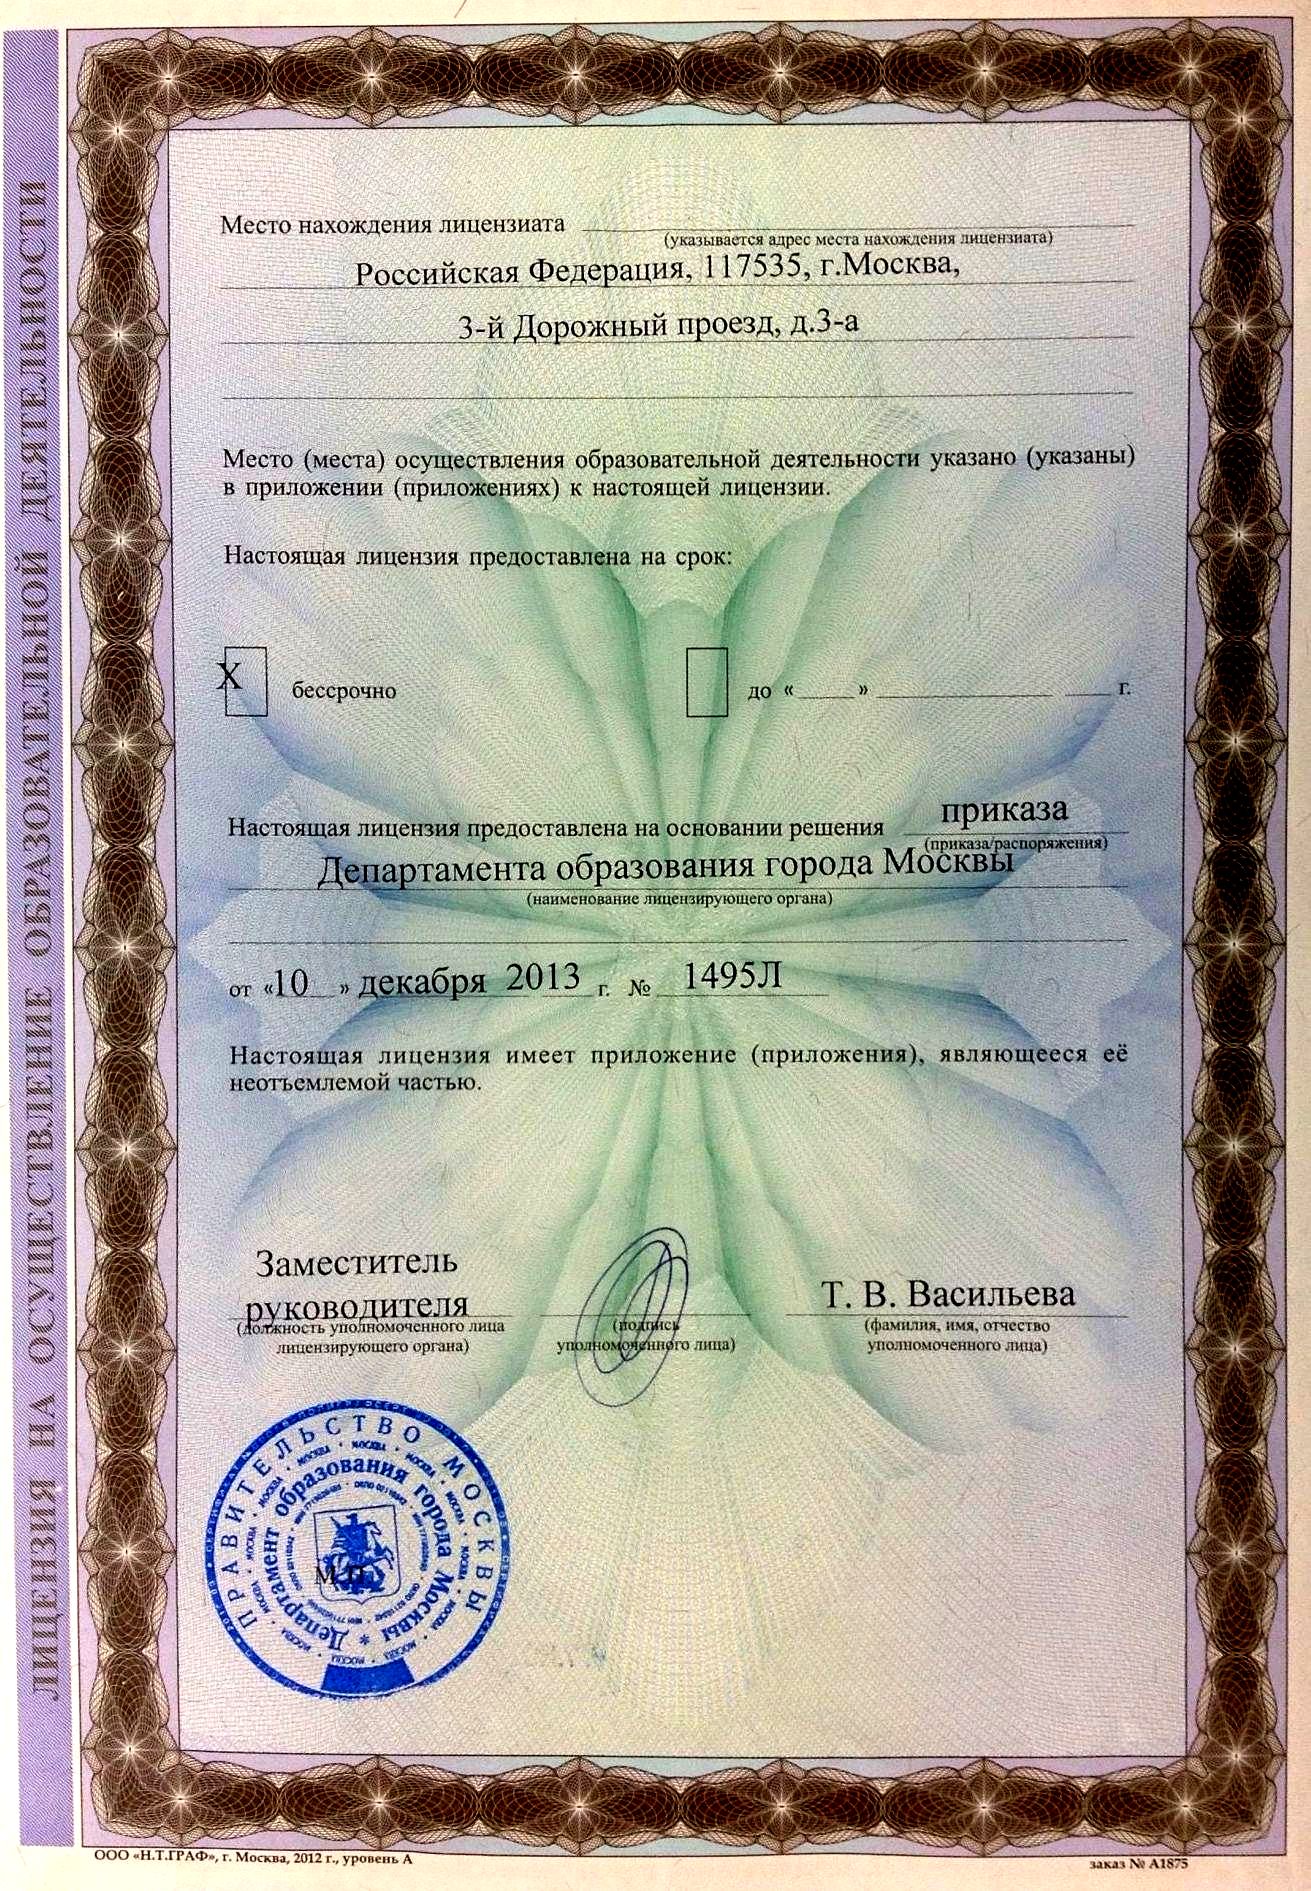 ЛИЦЕНЗИЯ НА ОСУЩЕСТВЛЕНИЕ ОБРАЗОВАТЕЛЬНОЙ ДЕЯТЕЛЬНОСТИ
Место нахождения лицензиата
(указывается адрес места нахождения лицензиата)
Российская Федерация, 117535, г.Москва,
3-й Дорожный проезд, д.3-а
Место (места) осуществления образовательной деятельности указано (указаны)
в приложении (приложениях) к настоящей лицензии.
Настоящая лицензия предоставлена на срок:
X бессрочно до « » г.
Настоящая лицензия предоставлена на основании решения приказа
(приказа/распоряжения)
Департамента образования города Москвы
(наименование лицензирующего органа)
от «10 » декабря 2013 г. № 1495Л
Настоящая лицензия имеет приложение (приложения), являющееся её
неотъемлемой частью.
Заместитель
руководителя Т. В. Васильева
(должность уполномоченного лица (подпись (фамилия, имя, отчество
лицензирующего органа) уполномоченного лица) уполномоченного лица)
ПРАВИТЕЛЬСТВО МОСКВЫ
Департамент образования города Москвы
М.П.
ООО «Н.Т.ГРАФ», г. Москва, 2012 г., уровень А
заказ № А1875